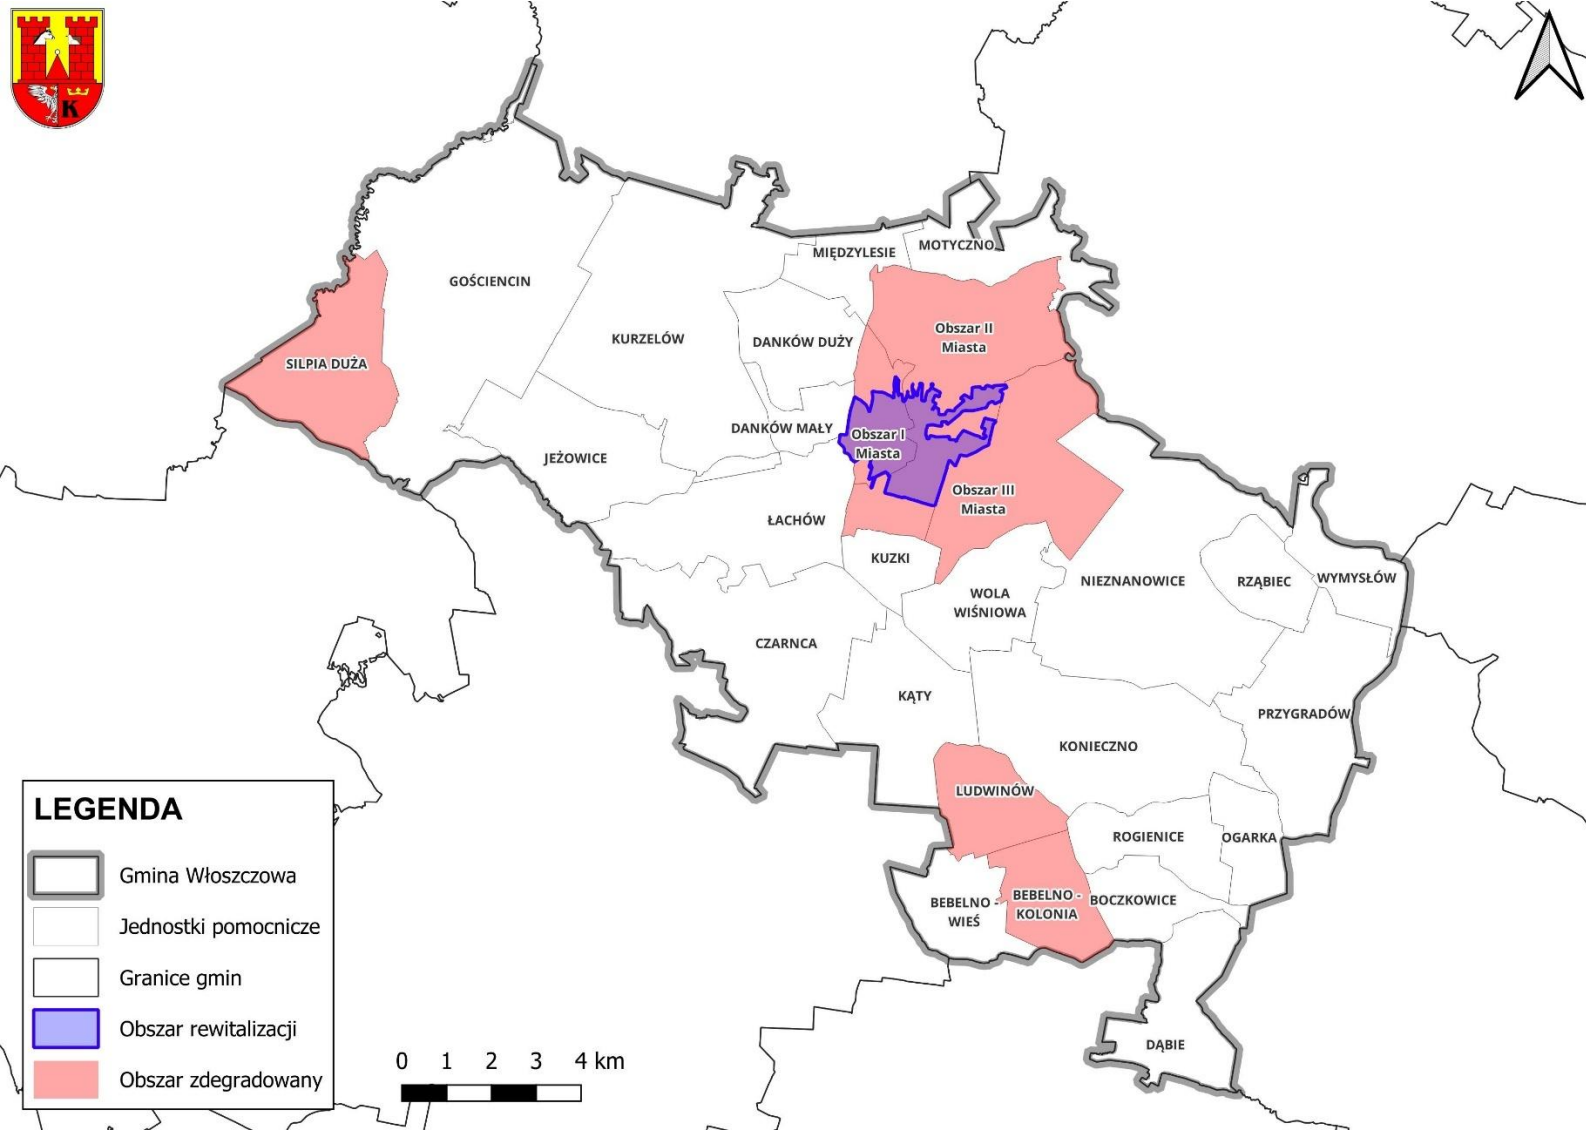 K
GOŚCIENCIN
MIĘDZYLESIE
MOTYCZNO
SILPIA DUŻA
KURZELÓW
DANKÓW DUŻY
Obszar II
Miasta
DANKÓW MAŁY
Obszar I
Miasta
JEŻOWICE
Obszar III
Miasta
ŁACHÓW
KUZKI
WOLA
WIŚNIOWA
NIEZNANOWICE
RZĄBIEC
WYMYSŁÓW
CZARNCA
KĄTY
PRZYGRADÓW
KONIECZNO
LUDWINÓW
ROGIENICE
OGARKA
BEBELNO -
WIEŚ
BEBELNO -
KOLONIA
BOCZKOWICE
DĄBIE
LEGENDA
Gmina Włoszczowa
Jednostki pomocnicze
Granice gmin
Obszar rewitalizacji
Obszar zdegradowany
0 1 2 3 4 km